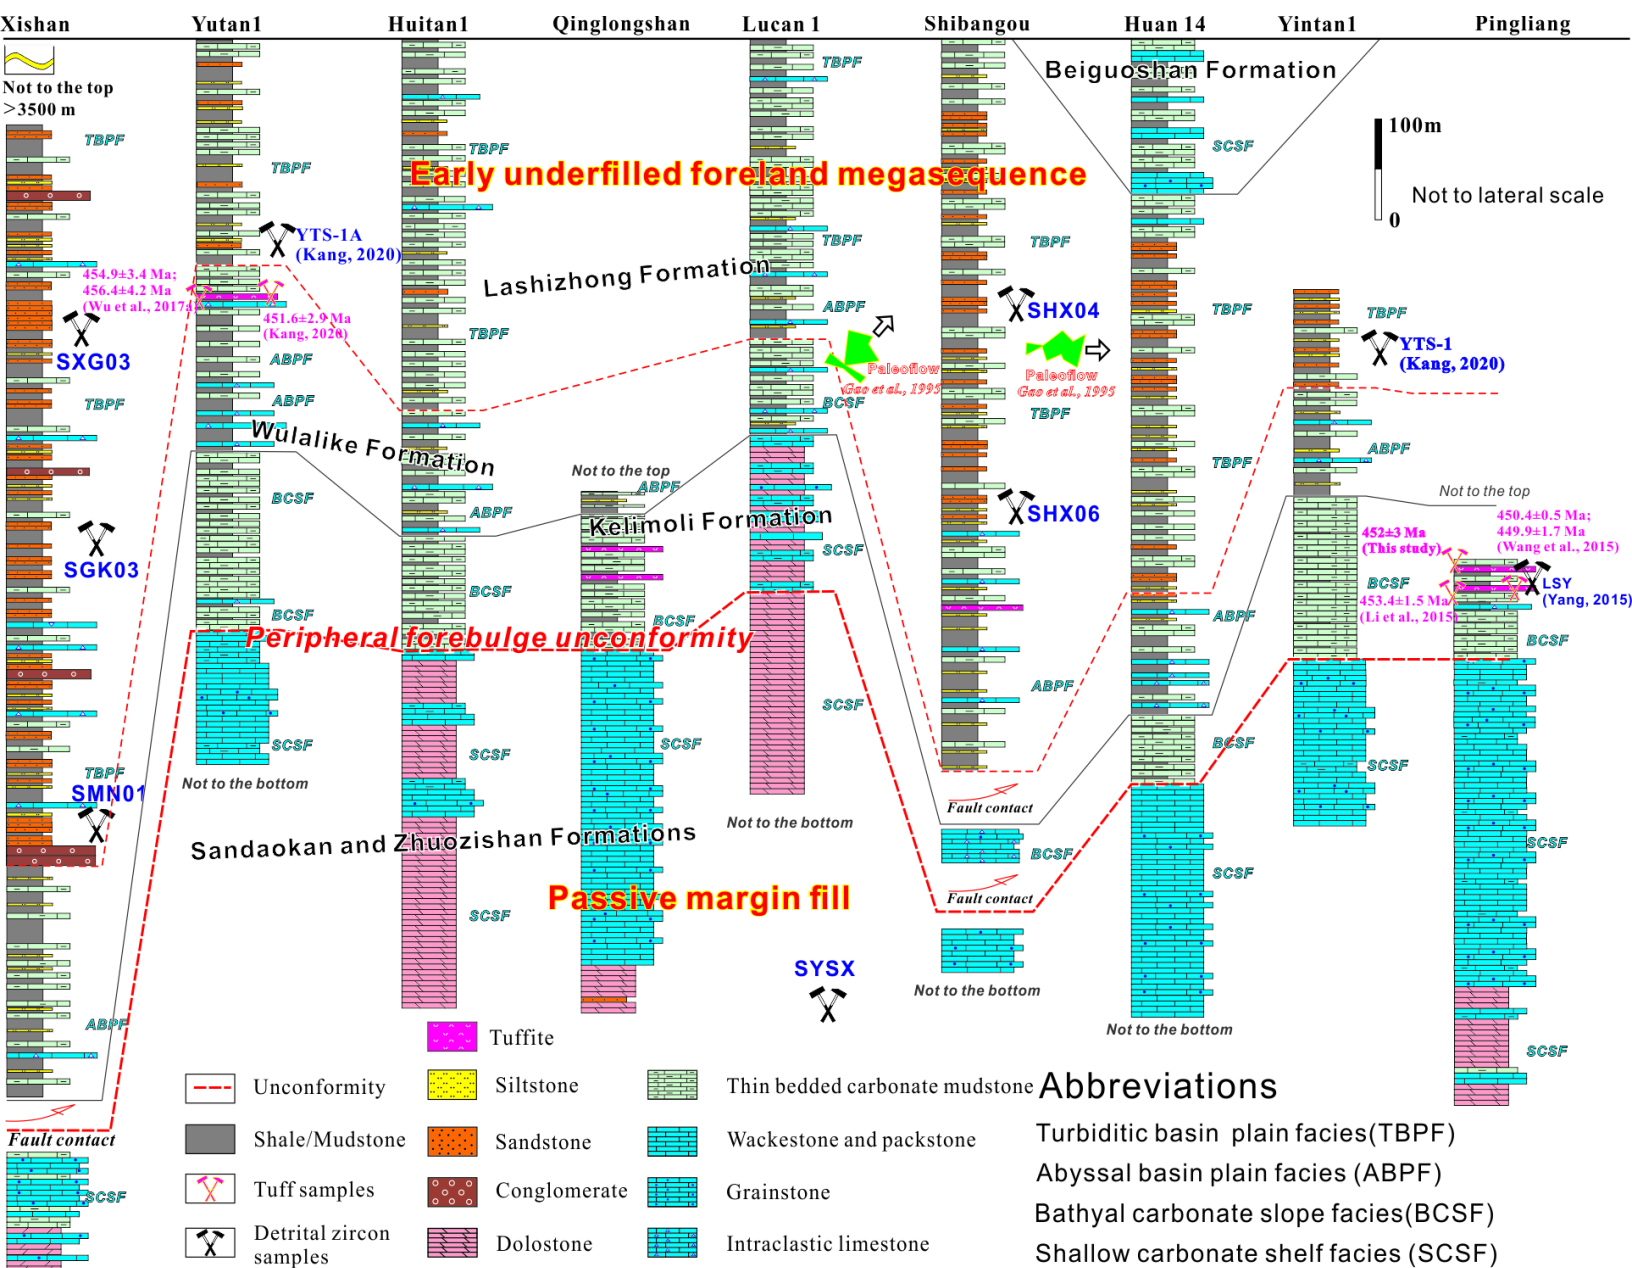 Xishan
Yutan1
Huitan1
Qinglongshan
Lucan 1
Shibangou
Huan 14
Yintan1
Pingliang
Not to the top
>3500 m
TBPF
454.9±3.4 Ma;
456.4±4.2 Ma
(Wu et al., 2017a)
SXG03
TBPF
SGK03
TBPF
SMN01
ABPF
Fault contact
SCSF
TBPF
YTS-1A
(Kang, 2020)
451.6±2.9 Ma
(Kang, 2020)
ABPF
ABPF
BCSF
BCSF
SCSF
Not to the bottom
TBPF
Early underfilled foreland megasequence
Lashizhong Formation
TBPF
Wulalike Formation
ABPF
BCSF
Peripheral forebulge unconformity
SCSF
Sandaokan and Zhuozishan Formations
SCSF
Not to the top
ABPF
Kelimoli Formation
BCSF
SCSF
Passive margin fill
TBPF
TBPF
ABPF
Paleoflow
Gao et al., 1995
BCSF
SCSF
SCSF
Not to the bottom
SYSX
TBPF
SHX04
Paleoflow
Gao et al., 1995
TBPF
SHX06
ABPF
Fault contact
BCSF
Fault contact
Not to the bottom
Beiguoshan Formation
SCSF
TBPF
TBPF
ABPF
BCSF
SCSF
Not to the bottom
100m
0
Not to lateral scale
TBPF
YTS-1
(Kang, 2020)
ABPF
Not to the top
452±3 Ma
(This study)
BCSF
453.4±1.5 Ma
(Li et al., 2015)
SCSF
450.4±0.5 Ma;
449.9±1.7 Ma
(Wang et al., 2015)
LSY
(Yang, 2015)
BCSF
SCSF
SCSF
Unconformity
Shale/Mudstone
Tuff samples
Detrital zircon
samples
Tuffite
Siltstone
Sandstone
Conglomerate
Dolostone
Thin bedded carbonate mudstone
Wackestone and packstone
Grainstone
Intraclastic limestone
Abbreviations
Turbiditic basin plain facies(TBPF)
Abyssal basin plain facies (ABPF)
Bathyal carbonate slope facies(BCSF)
Shallow carbonate shelf facies (SCSF)